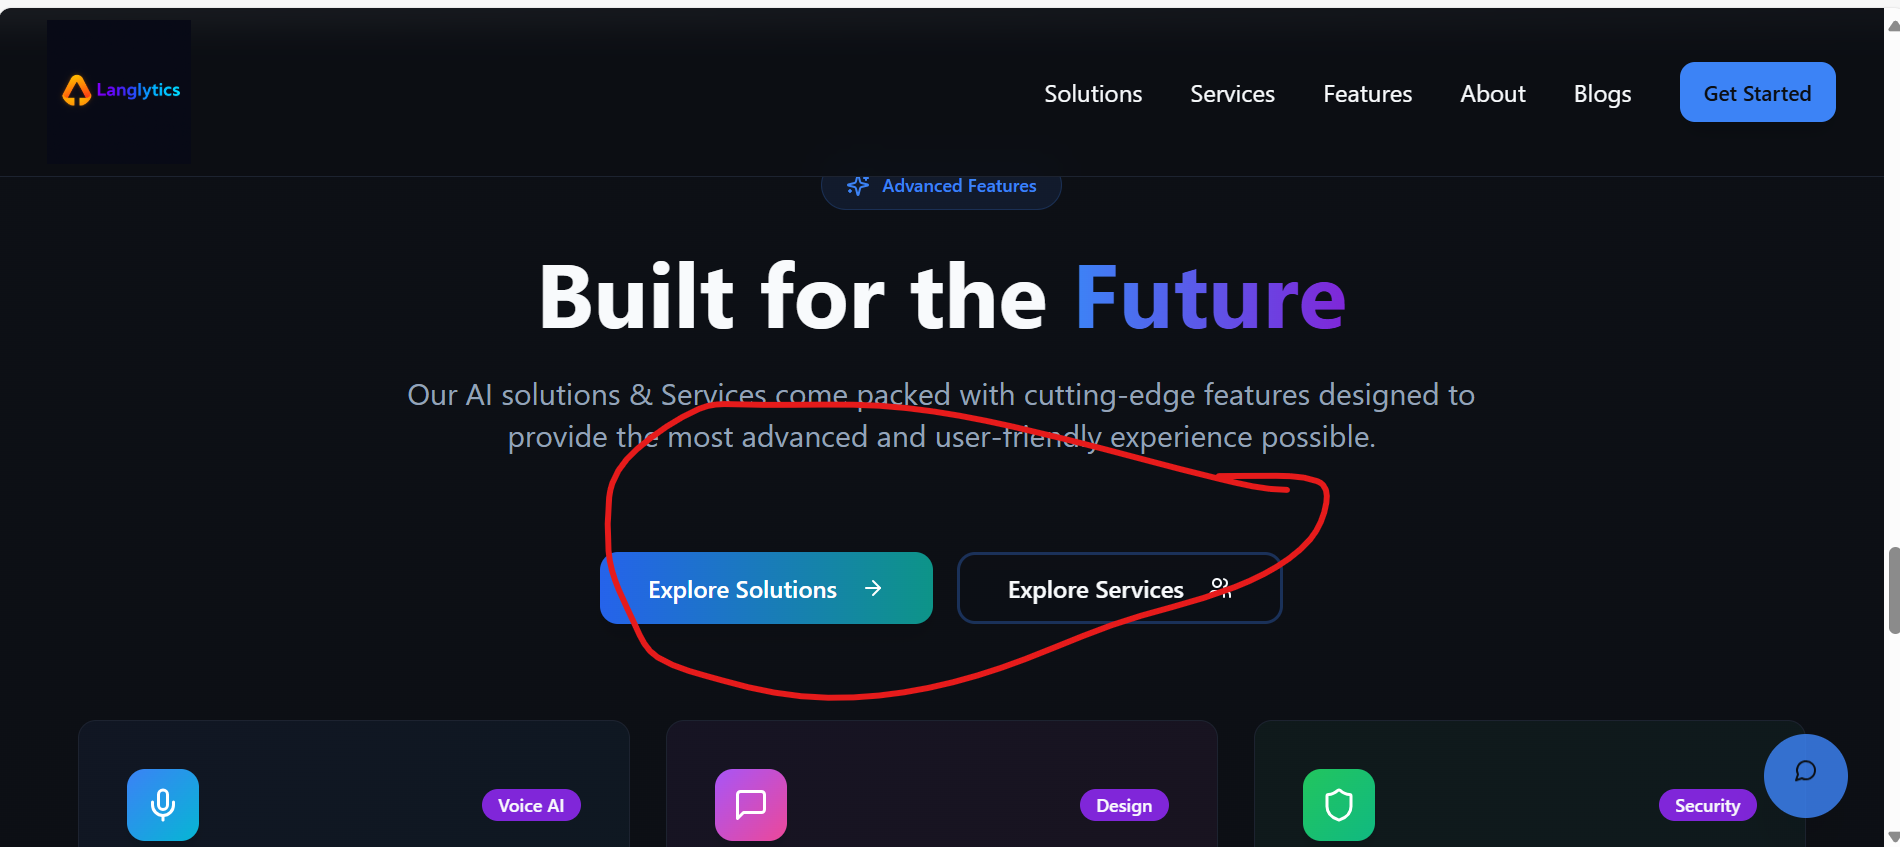 Langlytics
Solutions
Services
Features
About
Blogs
Get Started
Advanced Features
Built for the Future
Our AI solutions & Services come packed with cutting-edge features designed to
provide the most advanced and user-friendly experience possible.
Explore Solutions
Explore Services
Voice AI
Design
Security